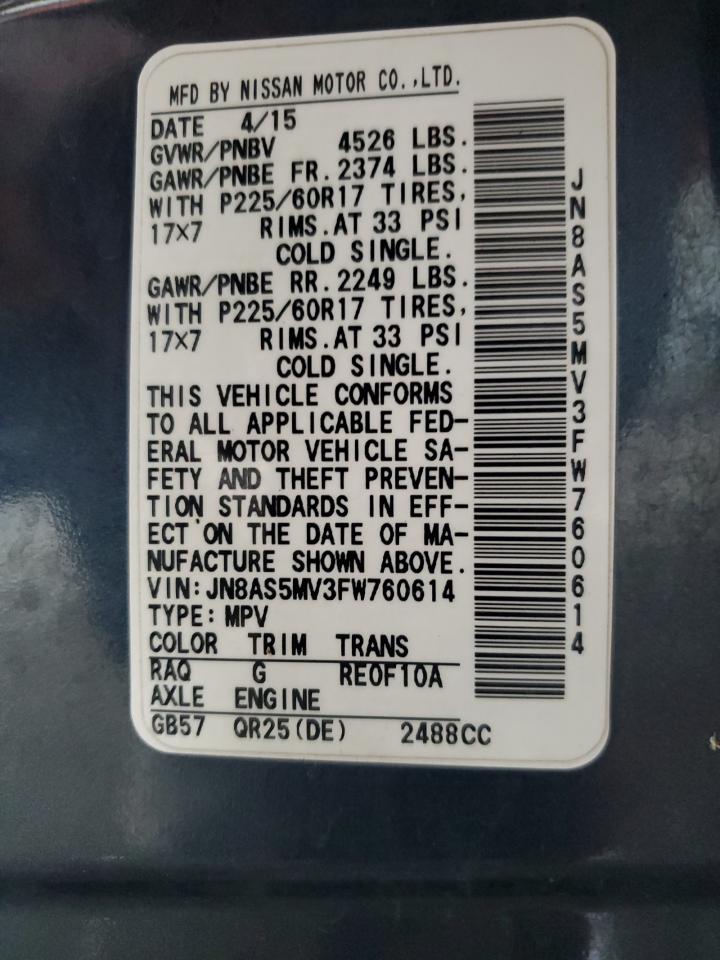 MFD BY NISSAN MOTOR CO.,LTD.
DATE 4/15
GVWR/PNBV 4526 LBS.
GAWR/PNBE FR.2374 LBS.
WITH P225/60R17 TIRES,
17×7 RIMS.AT 33 PSI
COLD SINGLE.
GAWR/PNBE RR.2249 LBS.
WITH P225/60R17 TIRES,
17×7 RIMS.AT 33 PSI
COLD SINGLE.
THIS VEHICLE CONFORMS
TO ALL APPLICABLE FED-
ERAL MOTOR VEHICLE SA-
FETY AND THEFT PREVEN-
TION STANDARDS IN EFF-
ECT ON THE DATE OF MA-
NUFACTURE SHOWN ABOVE.
VIN:JN8AS5MV3FW760614
TYPE:MPV
COLOR TRIM TRANS
RAQ G RE0F10A
AXLE ENGINE
GB57 QR25(DE) 2488CC
JN8AS5MV3FW760614